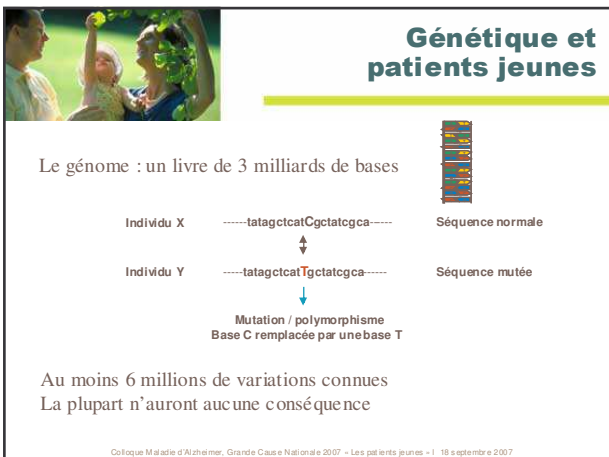 Génétique et
patients jeunes
Le génome : un livre de 3 milliards de bases
Individu X ------tatagctcatCgctatcgca------ Séquence normale
Individu Y -----tatagctcatTgctatcgca------ Séquence mutée
Mutation / polymorphisme
Base C remplacée par une base T
Au moins 6 millions de variations connues
La plupart n’auront aucune conséquence
Colloque Maladie d'Alzheimer, Grande Cause Nationale 2007 - Les patients jeunes - I 18 septembre 2007